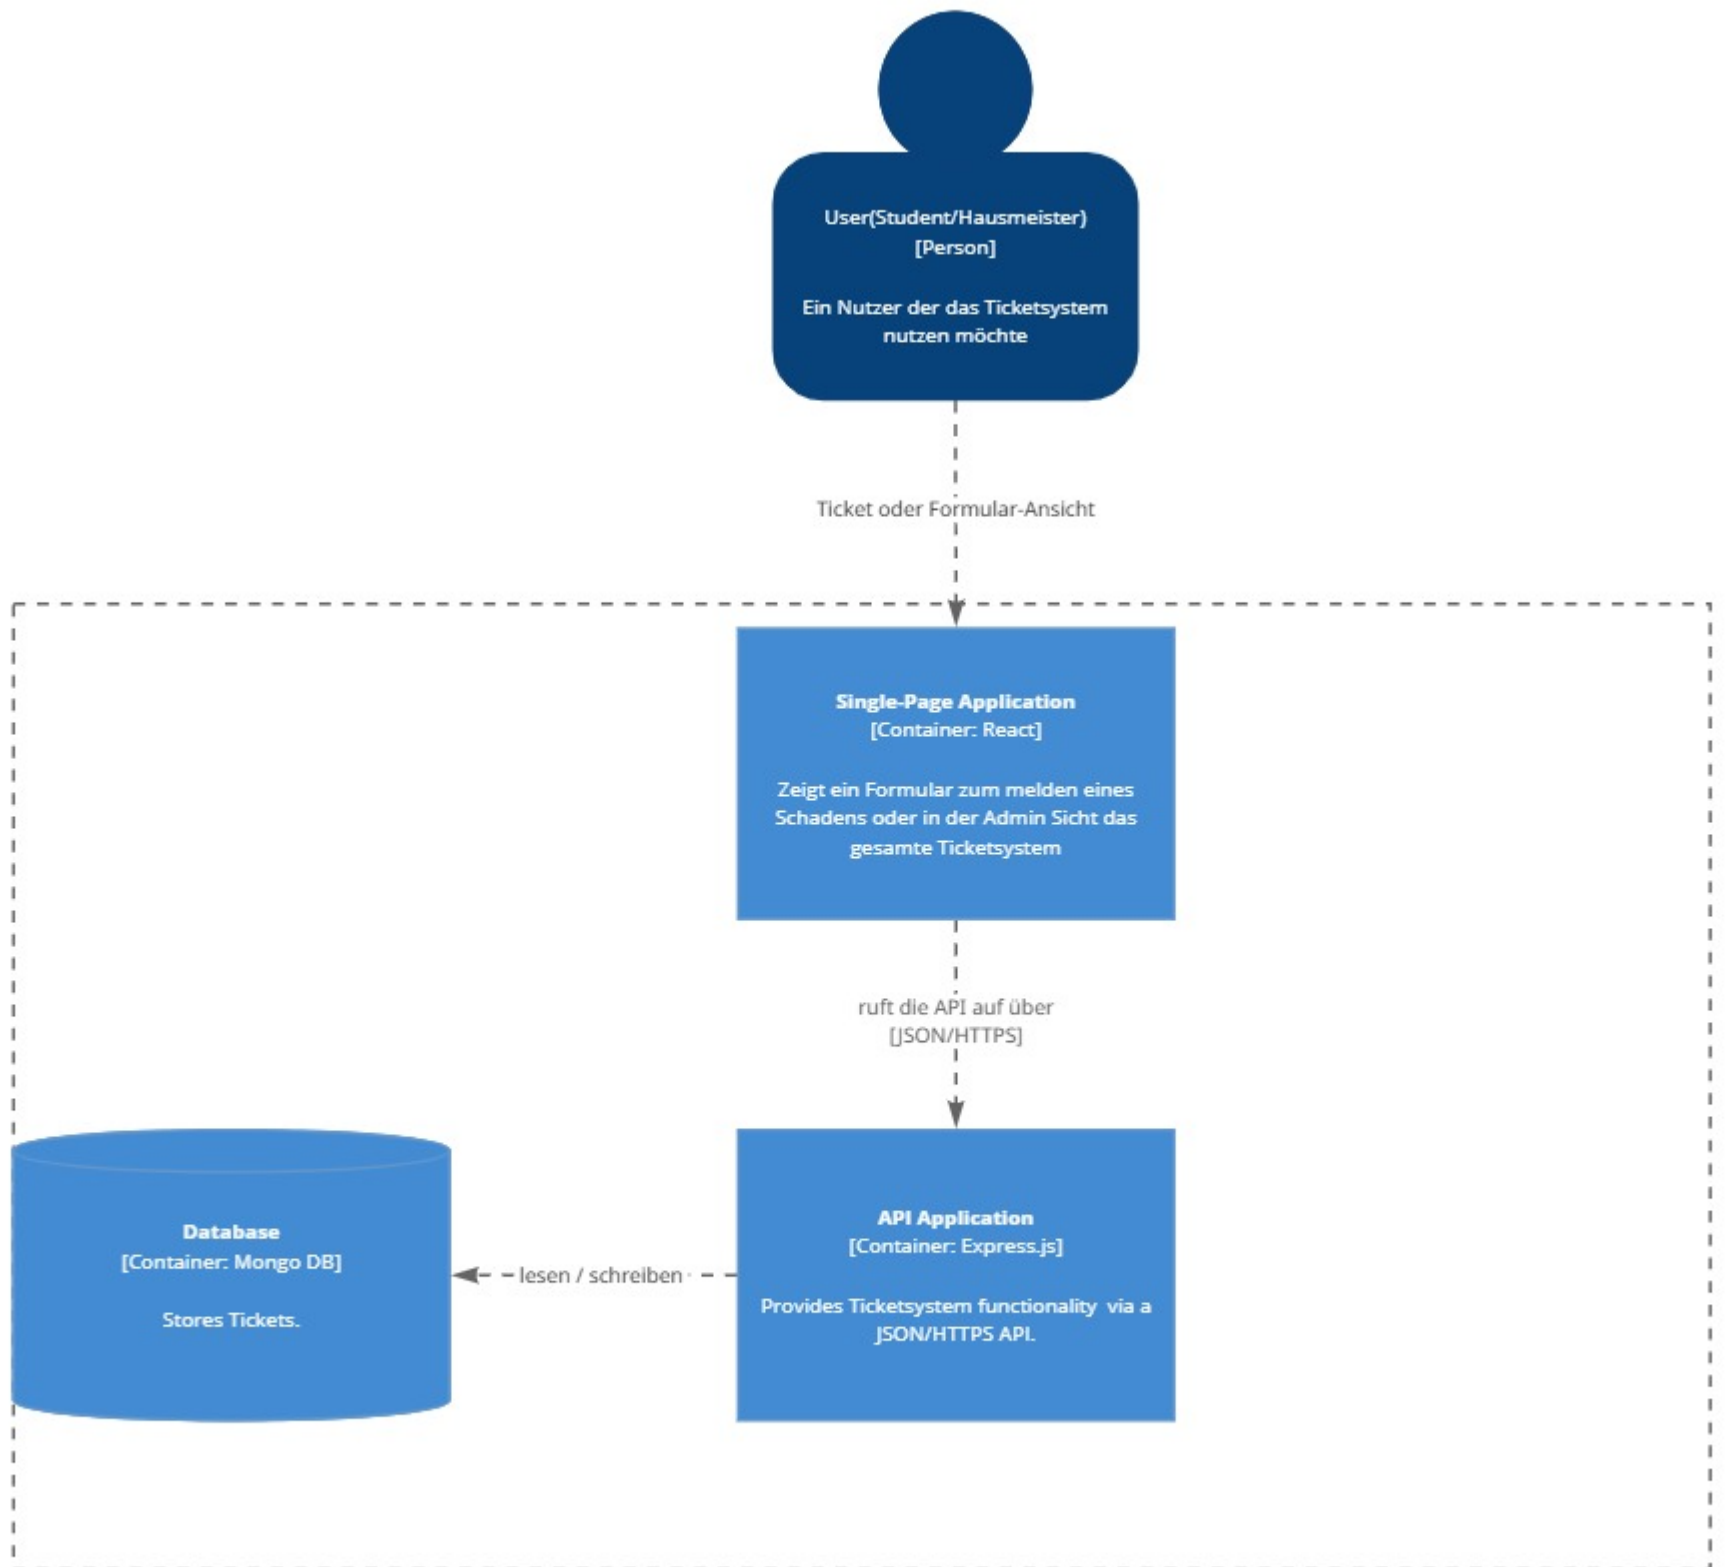 User(Student/Hausmeister)
[Person]
Ein Nutzer der das Ticketsystem
nutzen möchte
Ticket oder Formular-Ansicht
Single-Page Application
[Container: React]
Zeigt ein Formular zum melden eines
Schadens oder in der Admin Sicht das
gesamte Ticketsystem
ruft die API auf über
[JSON/HTTPS]
Database
[Container: Mongo DB]
Stores Tickets.
lesen / schreiben
API Application
[Container: Express.js]
Provides Ticketsystem functionality via a
JSON/HTTPS API.